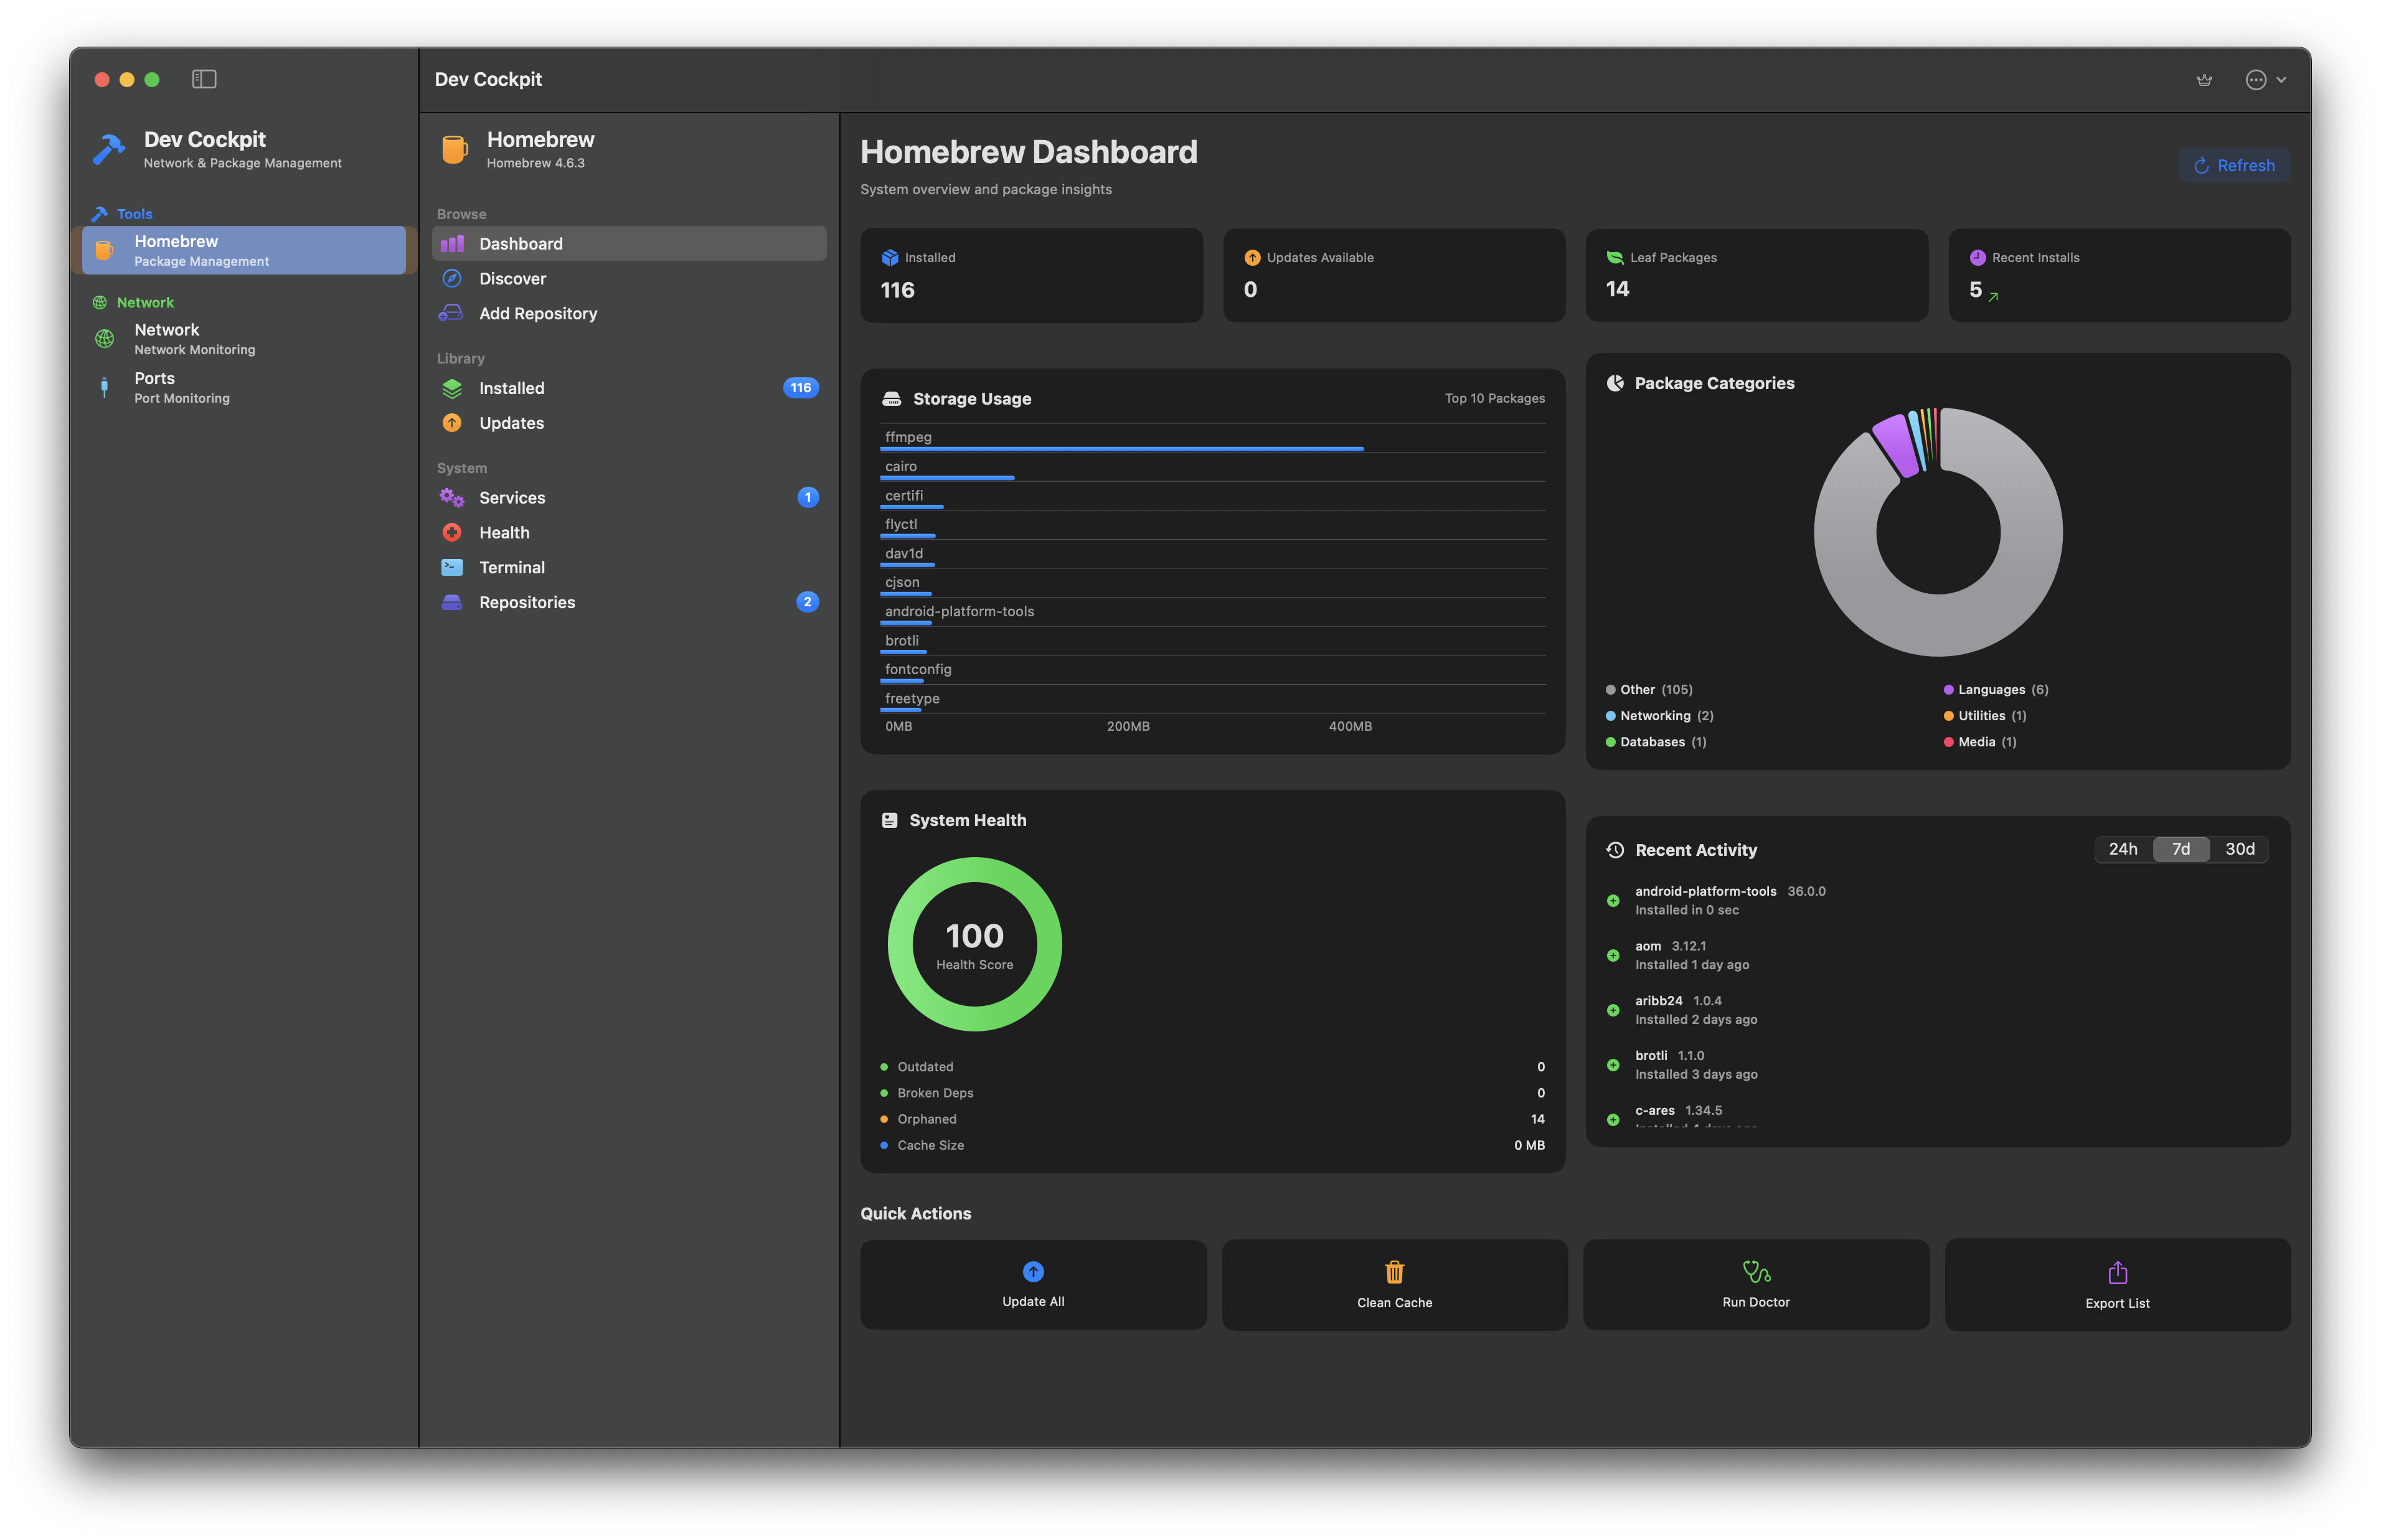 Dev Cockpit
Dev Cockpit
Network & Package Management
Tools
Homebrew
Package Management
Network
Network
Network Monitoring
Ports
Port Monitoring
Homebrew
Homebrew 4.6.3
Browse
Dashboard
Discover
Add Repository
Library
Installed 116
Updates
System
Services 1
Health
Terminal
Repositories 2
Homebrew Dashboard
System overview and package insights
Refresh
Installed
116
Updates Available
0
Leaf Packages
14
Recent Installs
5
Storage Usage Top 10 Packages
ffmpeg
cairo
certifi
flyctl
dav1d
cjson
android-platform-tools
brotli
fontconfig
freetype
0MB 200MB 400MB
Package Categories
Other (105) Languages (6)
Networking (2) Utilities (1)
Databases (1) Media (1)
System Health
100
Health Score
Outdated 0
Broken Deps 0
Orphaned 14
Cache Size 0 MB
Recent Activity 24h 7d 30d
android-platform-tools 36.0.0
Installed in 0 sec
aom 3.12.1
Installed 1 day ago
aribb24 1.0.4
Installed 2 days ago
brotli 1.1.0
Installed 3 days ago
c-ares 1.34.5
Installed 4 days ago
Quick Actions
Update All
Clean Cache
Run Doctor
Export List